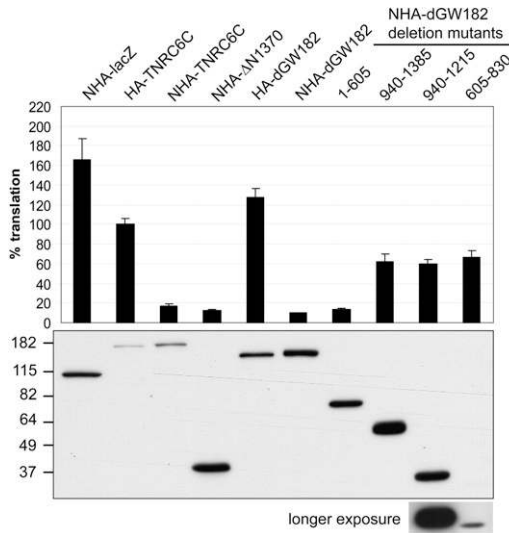 NHA-dGW182
deletion mutants
NHA-lacZ
HA-TNRC6C
NHA-TNRC6C
NHA-ΔN1370
HA-dGW182
NHA-dGW182
1-605
940-1385
940-1215
605-830
% translation
220
200
180
160
140
120
100
80
60
40
20
0
182
115
82
64
49
37
longer exposure